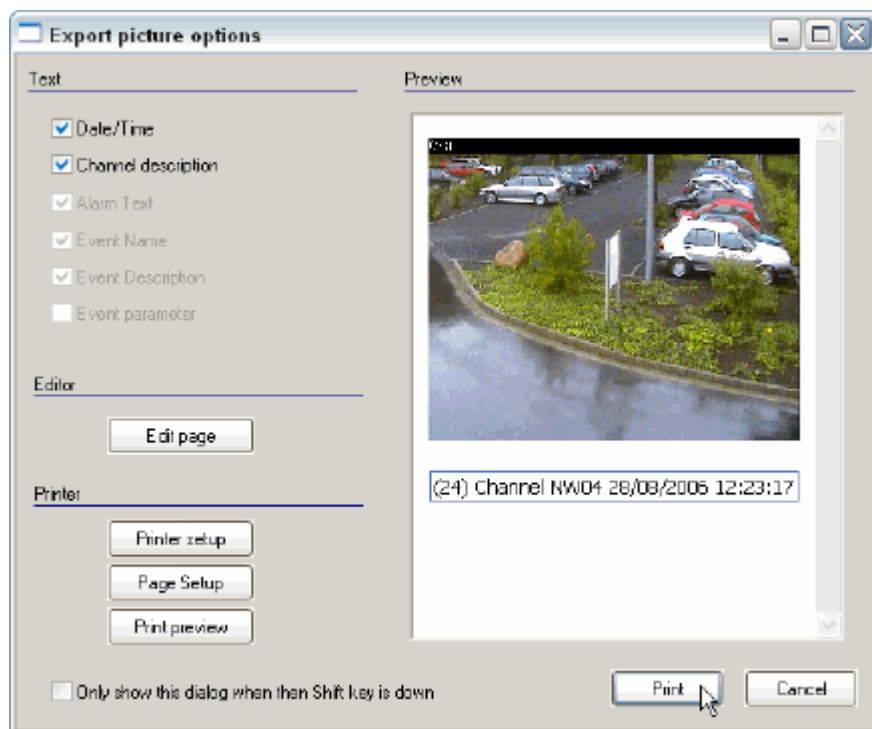 Export picture options
Text
Date/Time
Channel description
Alarm Text
Event Name
Event Description
Event parameter
Editor
Edit page
Printer
Printer setup
Page Setup
Print preview
Only show this dialog when then Shift key is down
Preview
(24) Channel NW04 28/08/2006 12:23:17
Print
Cancel